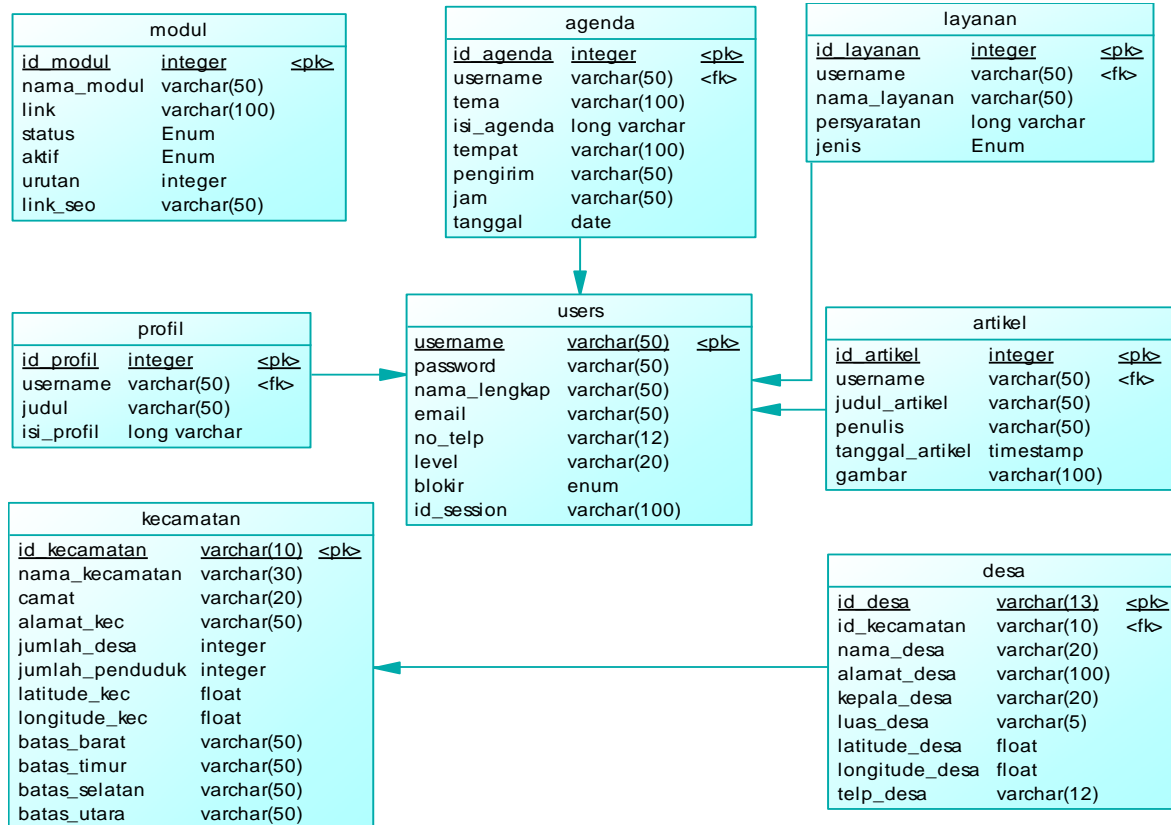 modul
id_modul integer <pk>
nama_modul varchar(50)
link varchar(100)
status Enum
aktif Enum
urutan integer
link_seo varchar(50)
agenda
id_agenda integer <pk>
username varchar(50) <fk>
tema varchar(100)
isi_agenda long varchar
tempat varchar(100)
pengirim varchar(50)
jam varchar(50)
tanggal date
layanan
id_layanan integer <pk>
username varchar(50) <fk>
nama_layanan varchar(50)
persyaratan long varchar
jenis Enum
profil
id_profil integer <pk>
username varchar(50) <fk>
judul varchar(50)
isi_profil long varchar
users
username varchar(50) <pk>
password varchar(50)
nama_lengkap varchar(50)
email varchar(50)
no_telp varchar(12)
level varchar(20)
blokir enum
id_session varchar(100)
artikel
id_artikel integer <pk>
username varchar(50) <fk>
judul_artikel varchar(50)
penulis varchar(50)
tanggal_artikel timestamp
gambar varchar(100)
kecamatan
id_kecamatan varchar(10) <pk>
nama_kecamatan varchar(30)
camat varchar(20)
alamat_kec varchar(50)
jumlah_desa integer
jumlah_penduduk integer
latitude_kec float
longitude_kec float
batas_barat varchar(50)
batas_timur varchar(50)
batas_selatan varchar(50)
batas_utara varchar(50)
desa
id_desa varchar(13) <pk>
id_kecamatan varchar(10) <fk>
nama_desa varchar(20)
alamat_desa varchar(100)
kepala_desa varchar(20)
luas_desa varchar(5)
latitude_desa float
longitude_desa float
telp_desa varchar(12)